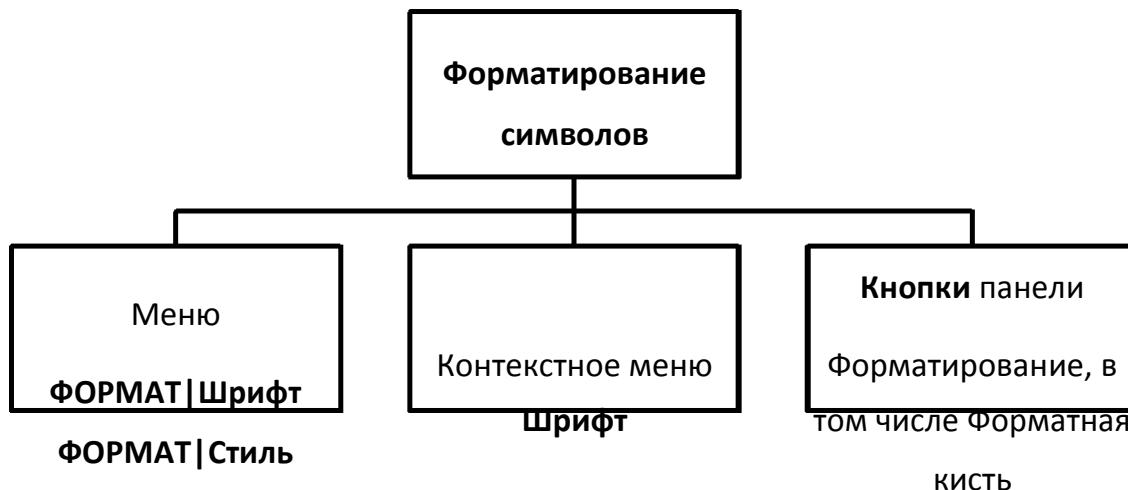 Форматирование
символов
Меню
ФОРМАТ|Шрифт
ФОРМАТ|Стиль
Контекстное меню
Шрифт
Кнопки панели
Форматирование, в
том числе Форматная
кисть